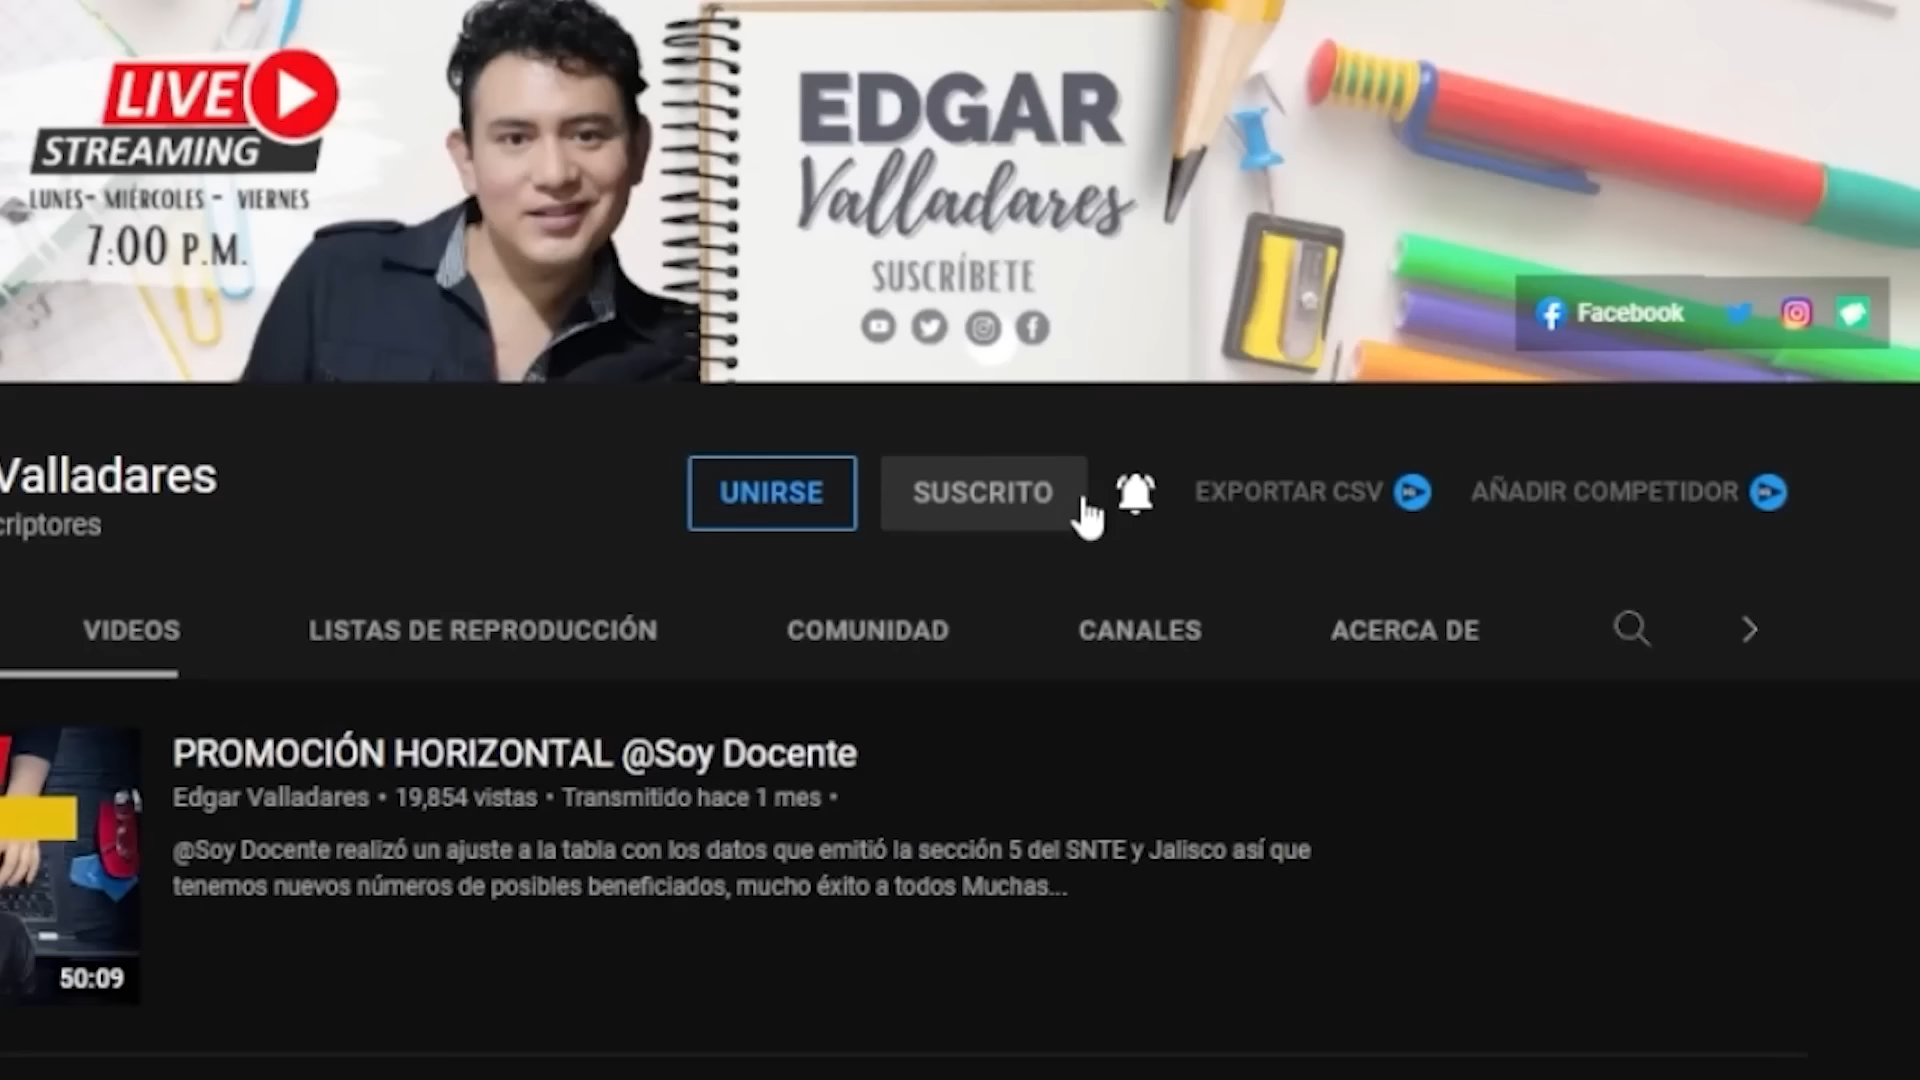 LIVE
STREAMING
LUNES- MIÉRCOLES - VIERNES
7:00 P.M.
EDGAR
Valladares
SUSCRÍBETE
Facebook
Valladares
criptores
UNIRSE
SUSCRITO
EXPORTAR CSV
AÑADIR COMPETIDOR
VIDEOS
LISTAS DE REPRODUCCIÓN
COMUNIDAD
CANALES
ACERCA DE
PROMOCIÓN HORIZONTAL @Soy Docente
Edgar Valladares • 19,854 vistas • Transmitido hace 1 mes •
@Soy Docente realizó un ajuste a la tabla con los datos que emitió la sección 5 del SNTE y Jalisco así que
tenemos nuevos números de posibles beneficiados, mucho éxito a todos Muchas...
50:09